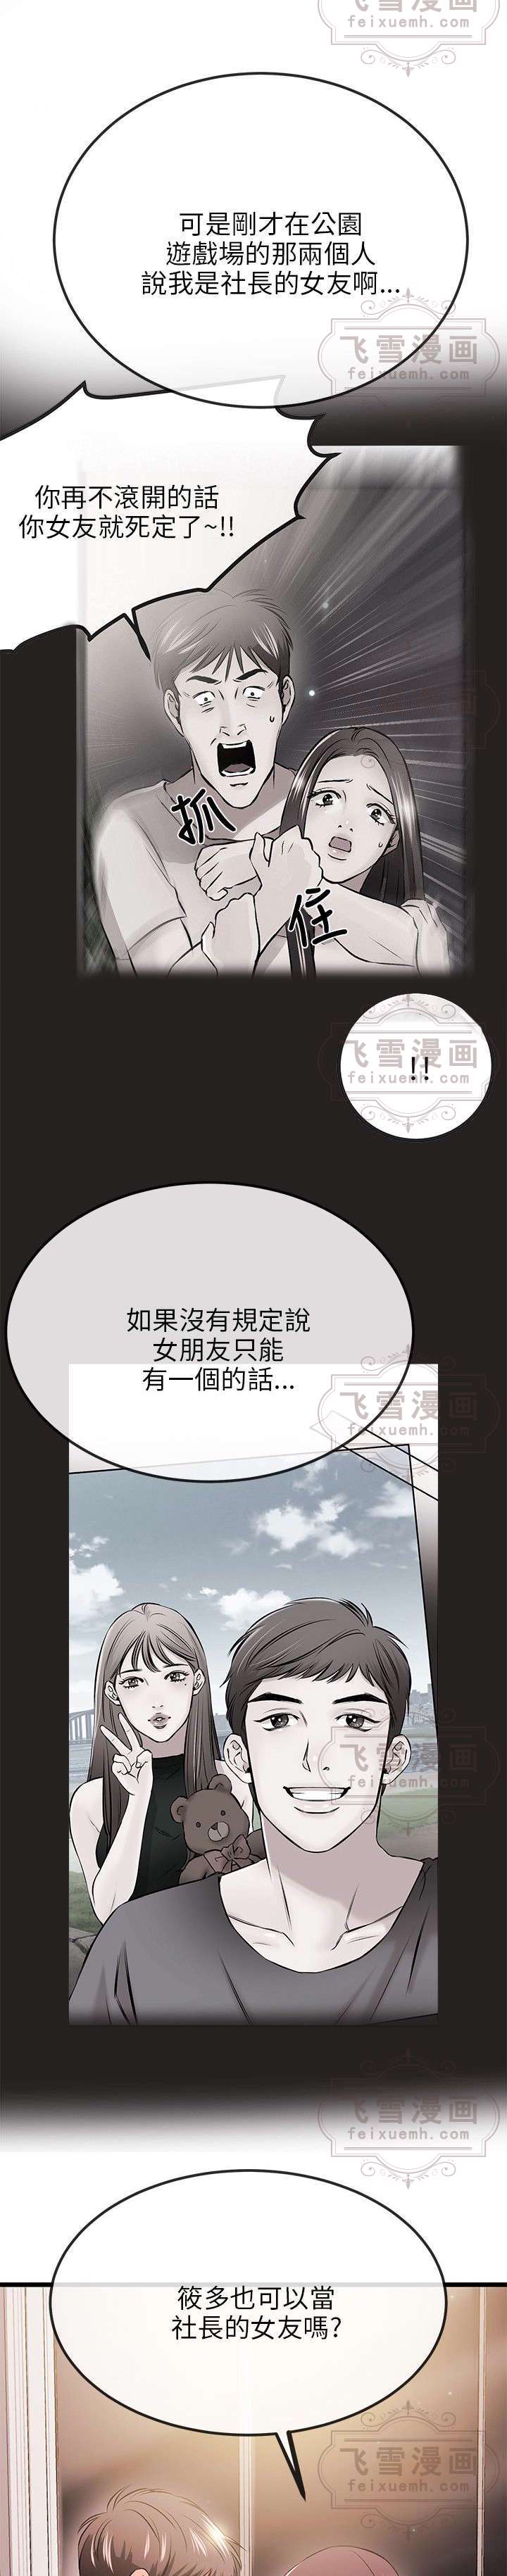 飞雪漫画
feixuemh.com
可是剛才在公園
遊戲場的那兩個人
說我是社長的女友啊...
飞雪漫画
feixuemh.com
你再不滾開的話
你女友就死定了~!!
抓
住
飞雪漫画
feixuemh.com
!!
如果沒有規定說
女朋友只能
有一個的話...
飞雪漫画
feixuemh.com
飞雪漫画
feixuemh.com
飞雪漫画
feixuemh.com
筱多也可以當
社長的女友嗎?
飞雪漫画
feixuemh.com